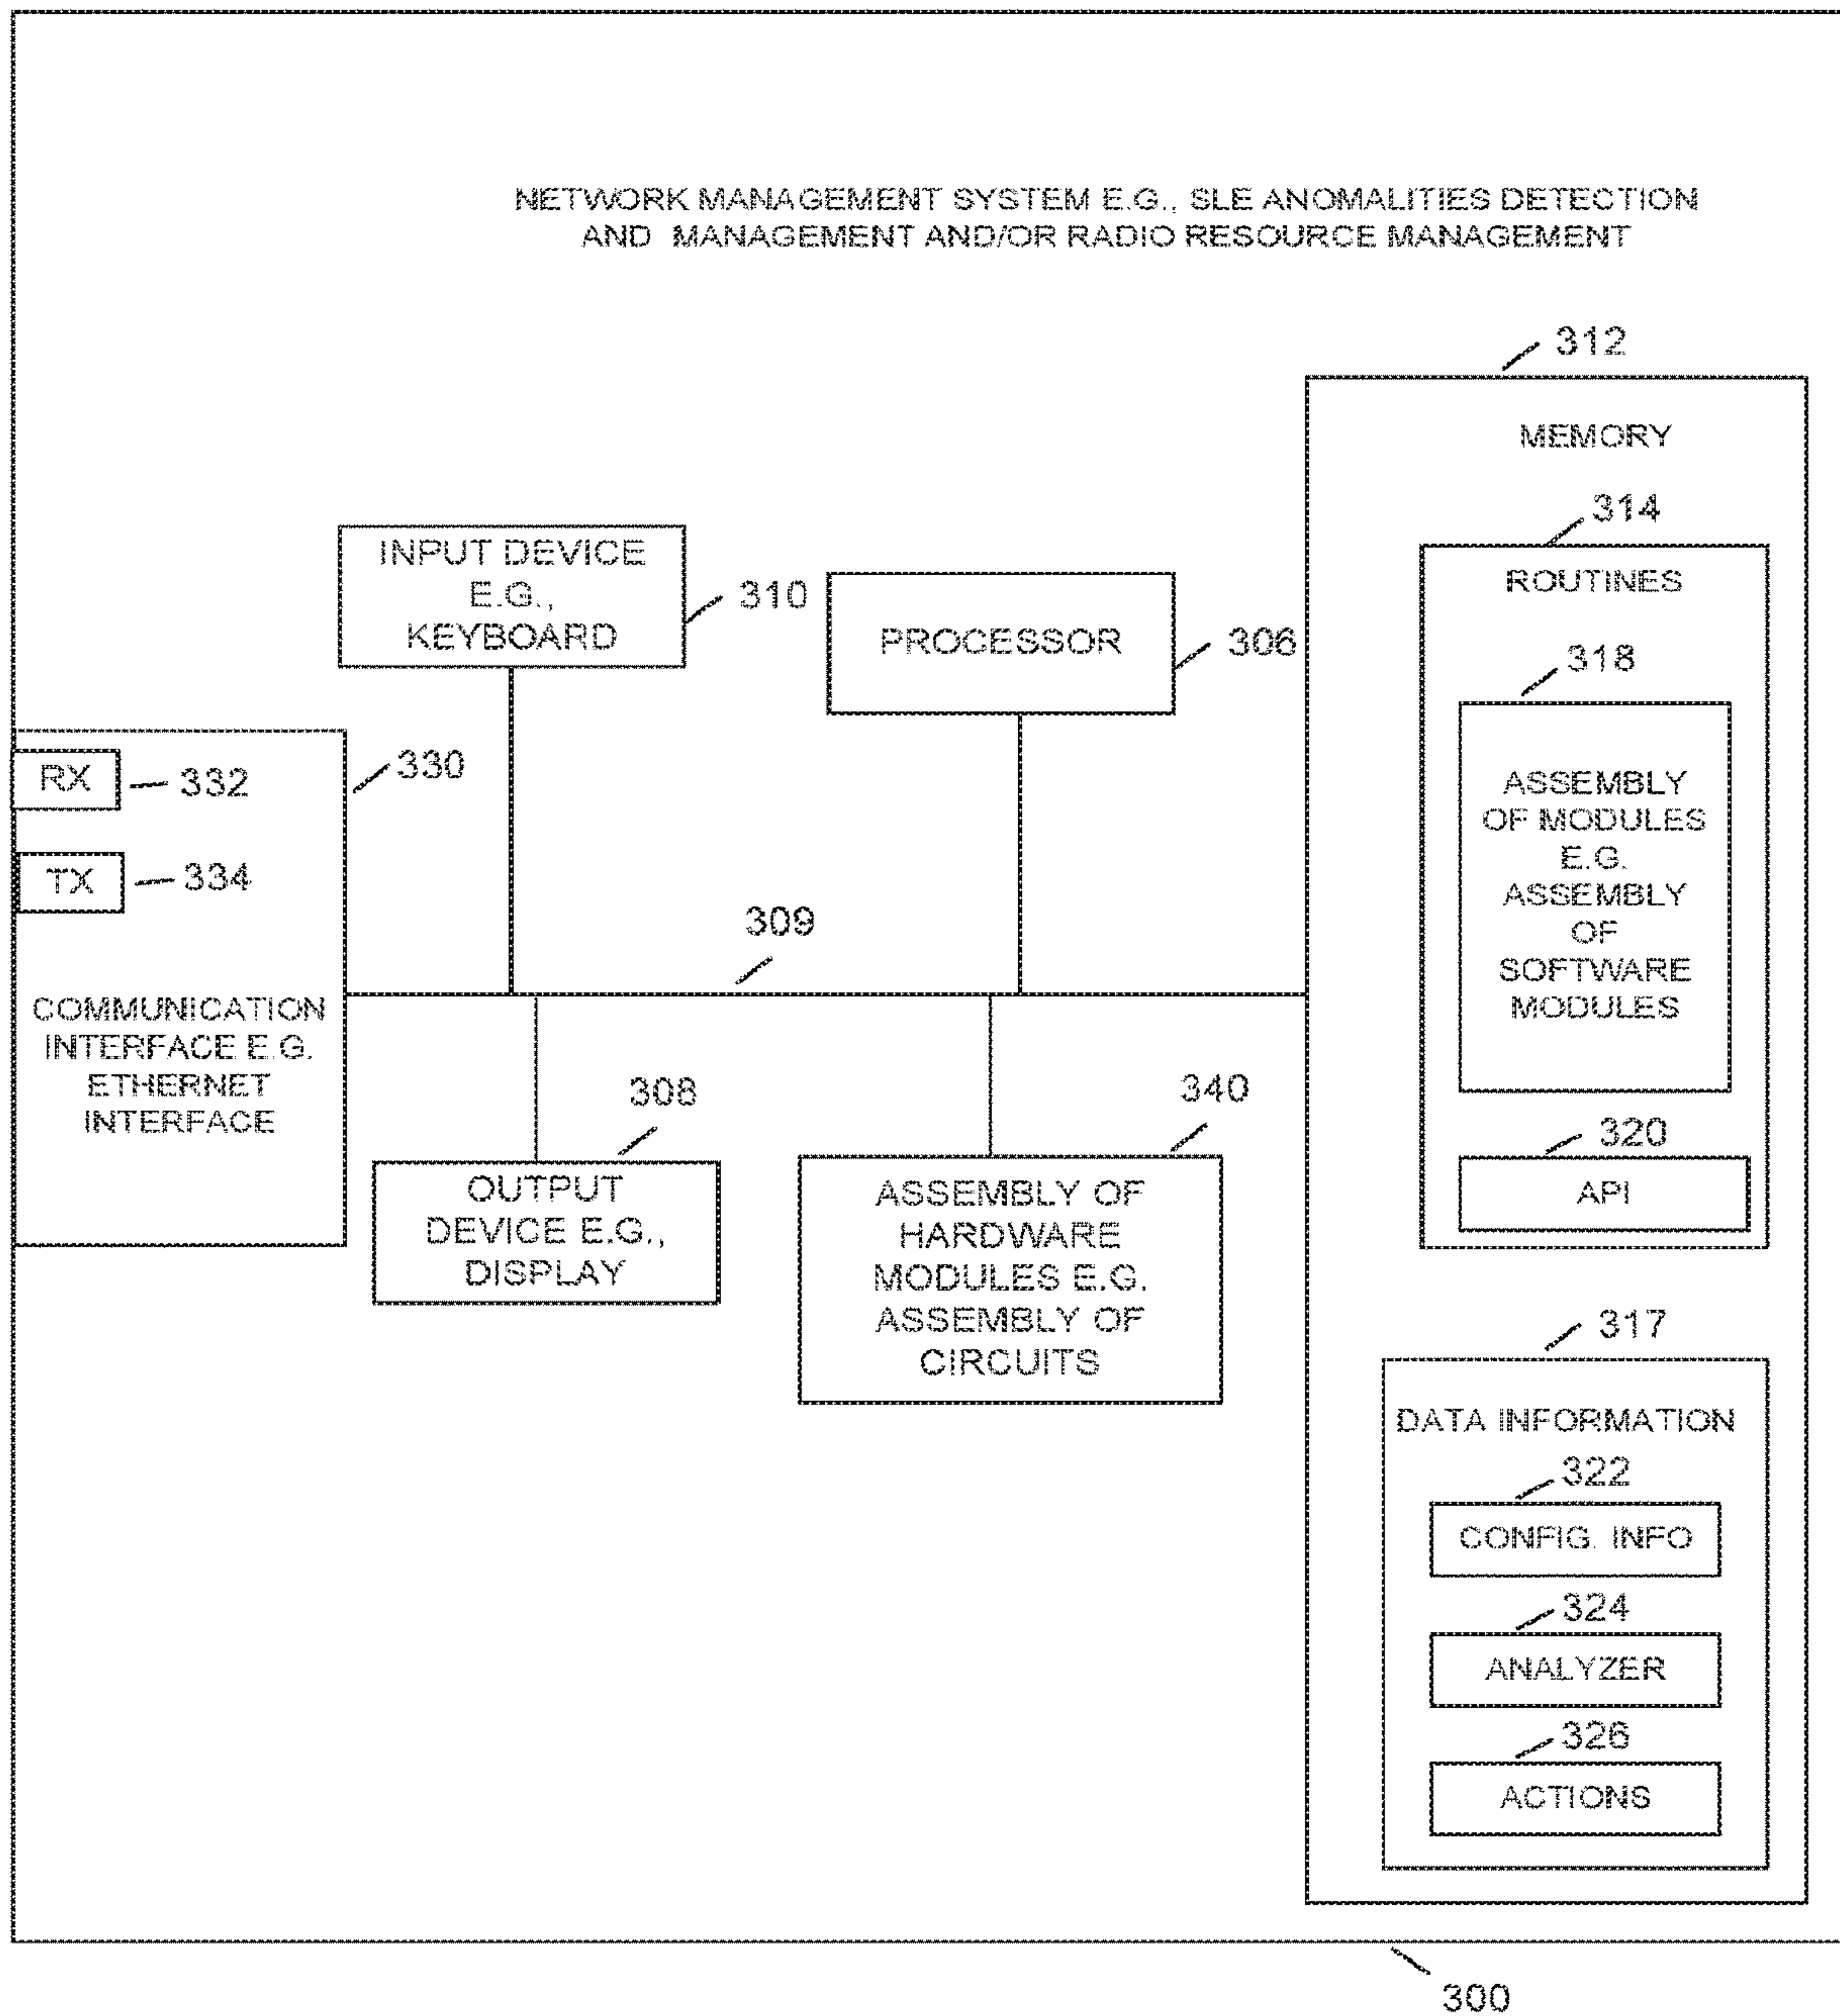 NETWORK MANAGEMENT SYSTEM E.G., SLE ANOMALITIES DETECTION
AND MANAGEMENT AND/OR RADIO RESOURCE MANAGEMENT
312
MEMORY
314
ROUTINES
318
ASSEMBLY
OF MODULES
E.G.
ASSEMBLY
OF
SOFTWARE
MODULES
320
API
317
DATA INFORMATION
322
CONFIG. INFO
324
ANALYZER
326
ACTIONS
INPUT DEVICE
E.G.,
KEYBOARD
310
PROCESSOR
306
RX
332
330
TX
334
COMMUNICATION
INTERFACE E.G.
ETHERNET
INTERFACE
309
308
OUTPUT
DEVICE E.G.,
DISPLAY
340
ASSEMBLY OF
HARDWARE
MODULES E.G.
ASSEMBLY OF
CIRCUITS
300